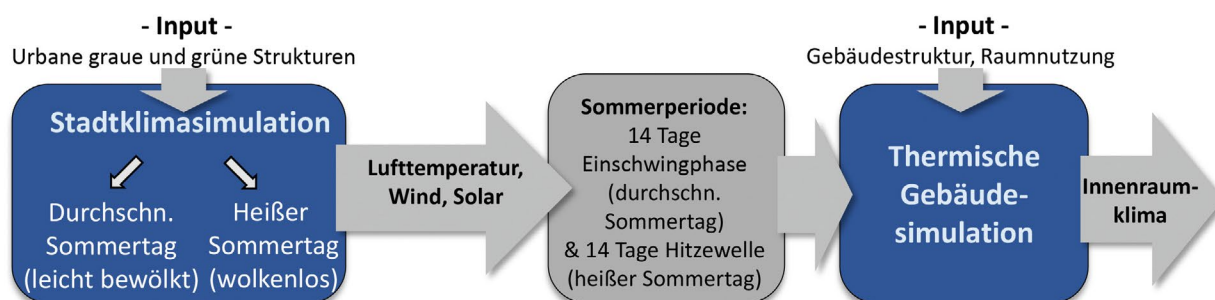 - Input -
Urbane graue und grüne Strukturen
Stadtklimasimulation
Durchschn.
Sommertag
(leicht bewölkt)
Heißer
Sommertag
(wolkenlos)
Lufttemperatur,
Wind, Solar
Sommerperiode:
14 Tage
Einschwingphase
(durchschn.
Sommertag)
& 14 Tage Hitzewelle
(heißer Sommertag)
- Input -
Gebäudestruktur, Raumnutzung
Thermische
Gebäude-
simulation
Innenraum-
klima